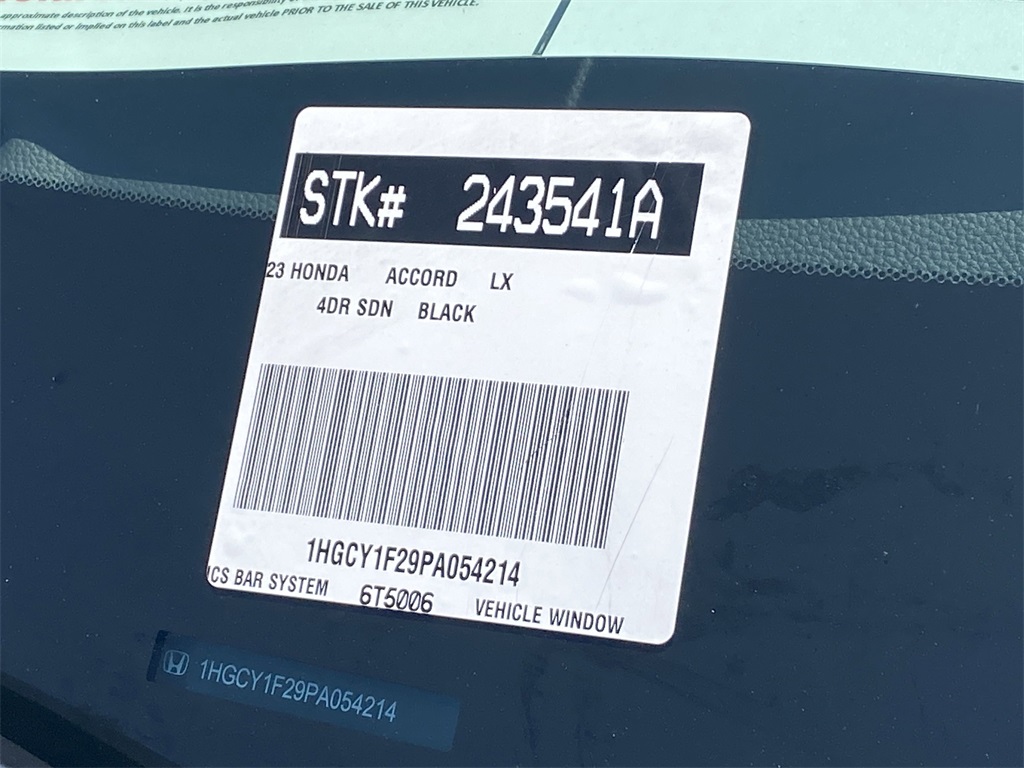 approximate description of the vehicle. It is the responsibility
mation listed or implied on this label and the actual vehicle PRIOR TO THE SALE OF THIS VEHICLE.
STK# 243541A
23 HONDA ACCORD LX
4DR SDN BLACK
1HGCY1F29PA054214
ICS BAR SYSTEM 6T5006 VEHICLE WINDOW
1HGCY1F29PA054214